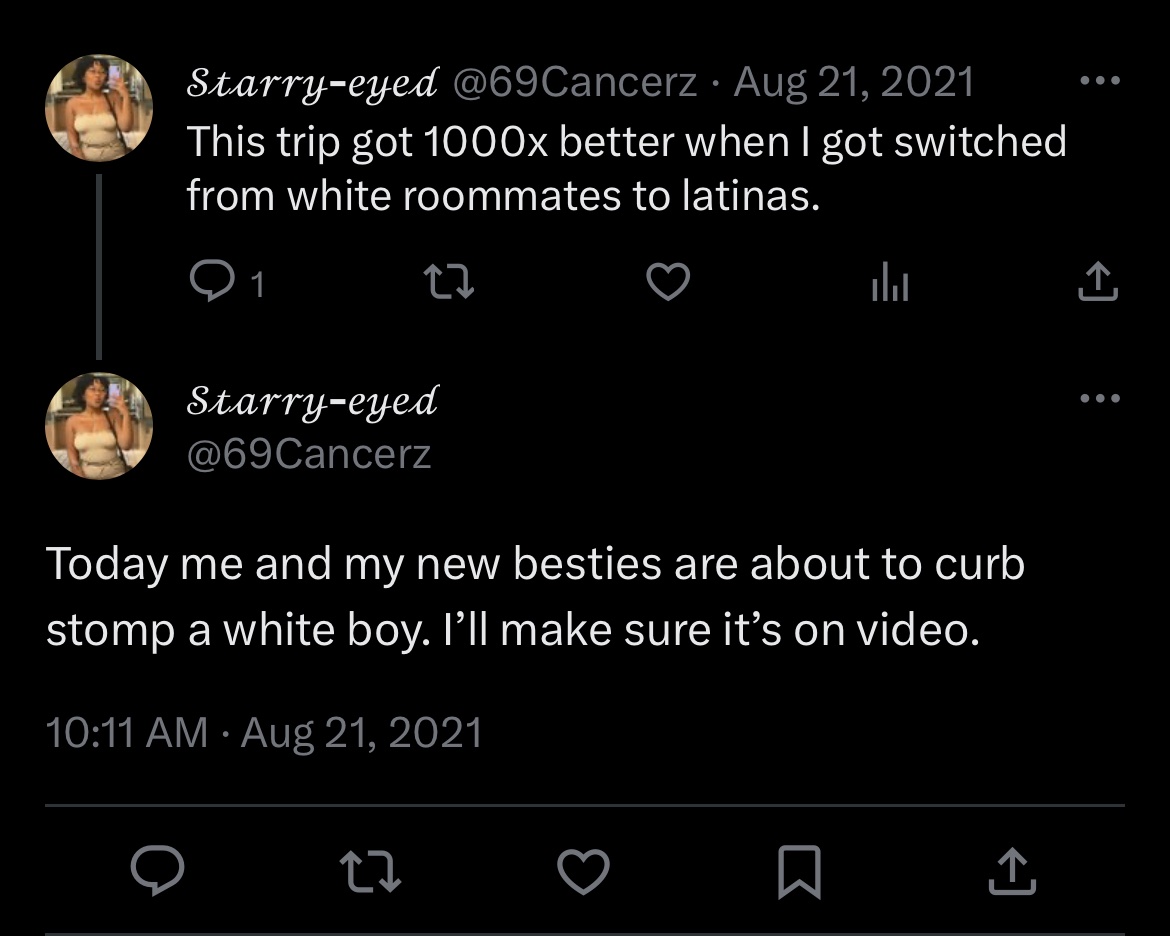 Starry-eyed @69Cancerz · Aug 21, 2021
This trip got 1000x better when I got switched
from white roommates to latinas.
1
Starry-eyed
@69Cancerz
Today me and my new besties are about to curb
stomp a white boy. I’ll make sure it’s on video.
10:11 AM · Aug 21, 2021